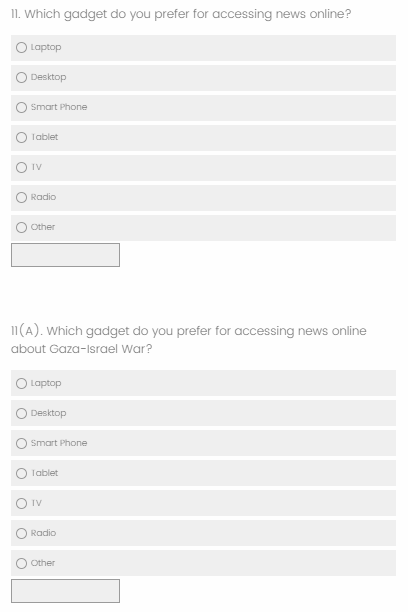 11. Which gadget do you prefer for accessing news online?
Laptop
Desktop
Smart Phone
Tablet
TV
Radio
Other
11(A). Which gadget do you prefer for accessing news online
about Gaza-Israel War?
Laptop
Desktop
Smart Phone
Tablet
TV
Radio
Other